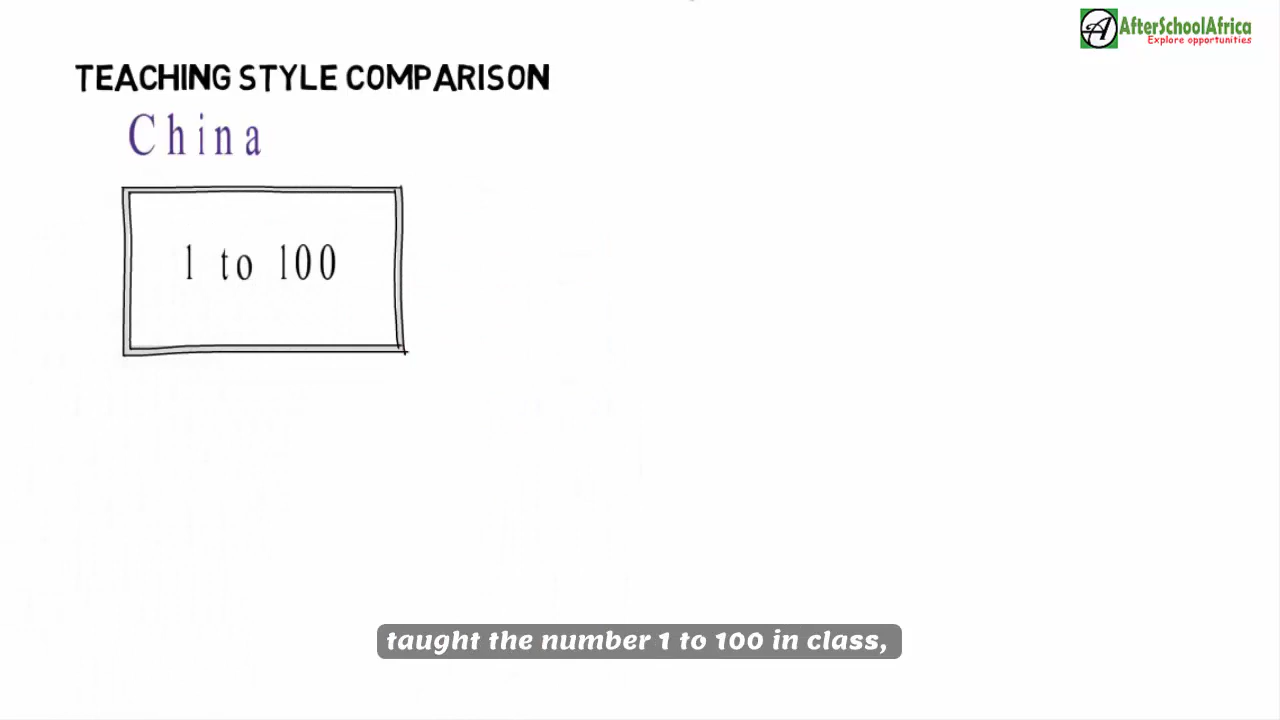 AfterSchoolAfrica
Explore opportunities
TEACHING STYLE COMPARISON
China
1 to 100
taught the number 1 to 100 in class,